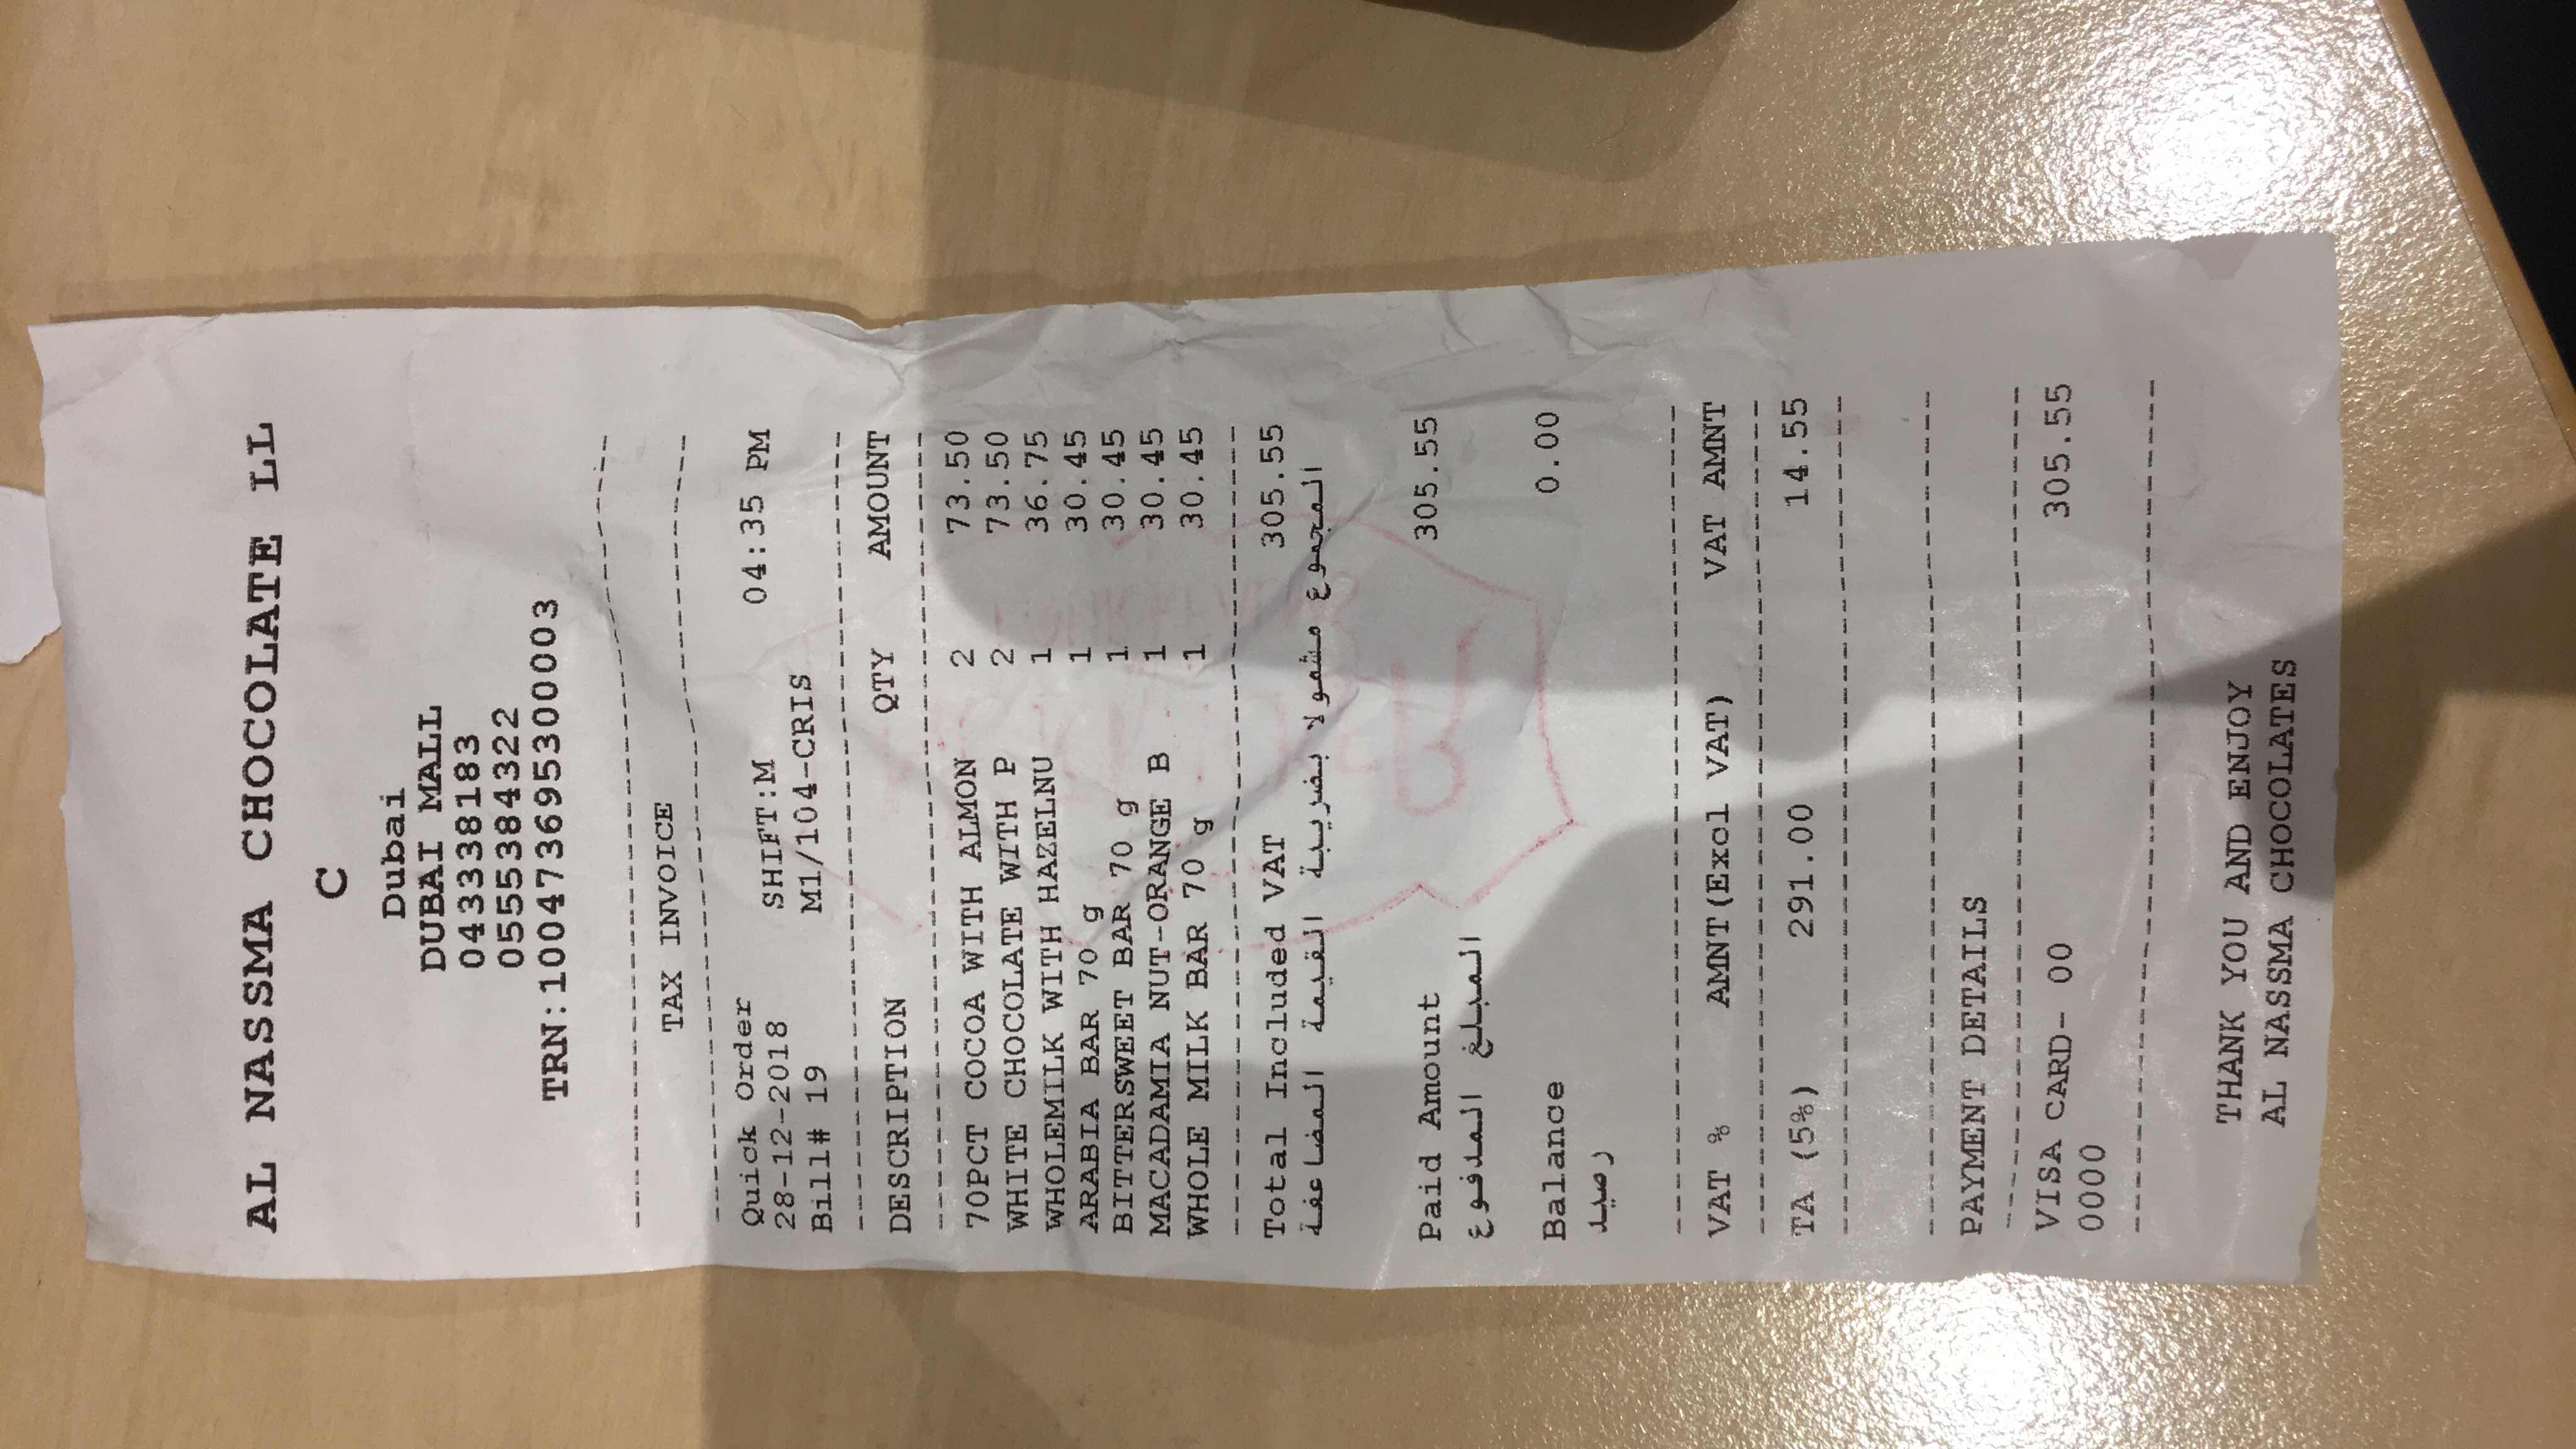 AL NASSMA CHOCOLATE LL
C
Dubai
DUBAI MALL
043338183
0555384322
TRN:100473695300003
TAX INVOICE
Quick Order
28-12-2018 SHIFT:M 04:35 PM
Bill# 19 M1/104-CRIS
DESCRIPTION QTY AMOUNT
70PCT COCOA WITH ALMON 2 73.50
WHITE CHOCOLATE WITH P 2 73.50
WHOLEMILK WITH HAZELNU 1 36.75
ARABIA BAR 70 g 1 30.45
BITTERSWEET BAR 70 g 1 30.45
MACADAMIA NUT-ORANGE B 1 30.45
WHOLE MILK BAR 70 g 1 30.45
Total Included VAT 305.55
المجموع مشمولا بضريبة القيمة المضاعفة
Paid Amount 305.55
المبلغ المدفوع
Balance 0.00
رصيد
VAT % AMNT(Excl VAT) VAT AMNT
TA (5%) 291.00 14.55
PAYMENT DETAILS
VISA CARD- 00 305.55
0000
THANK YOU AND ENJOY
AL NASSMA CHOCOLATES